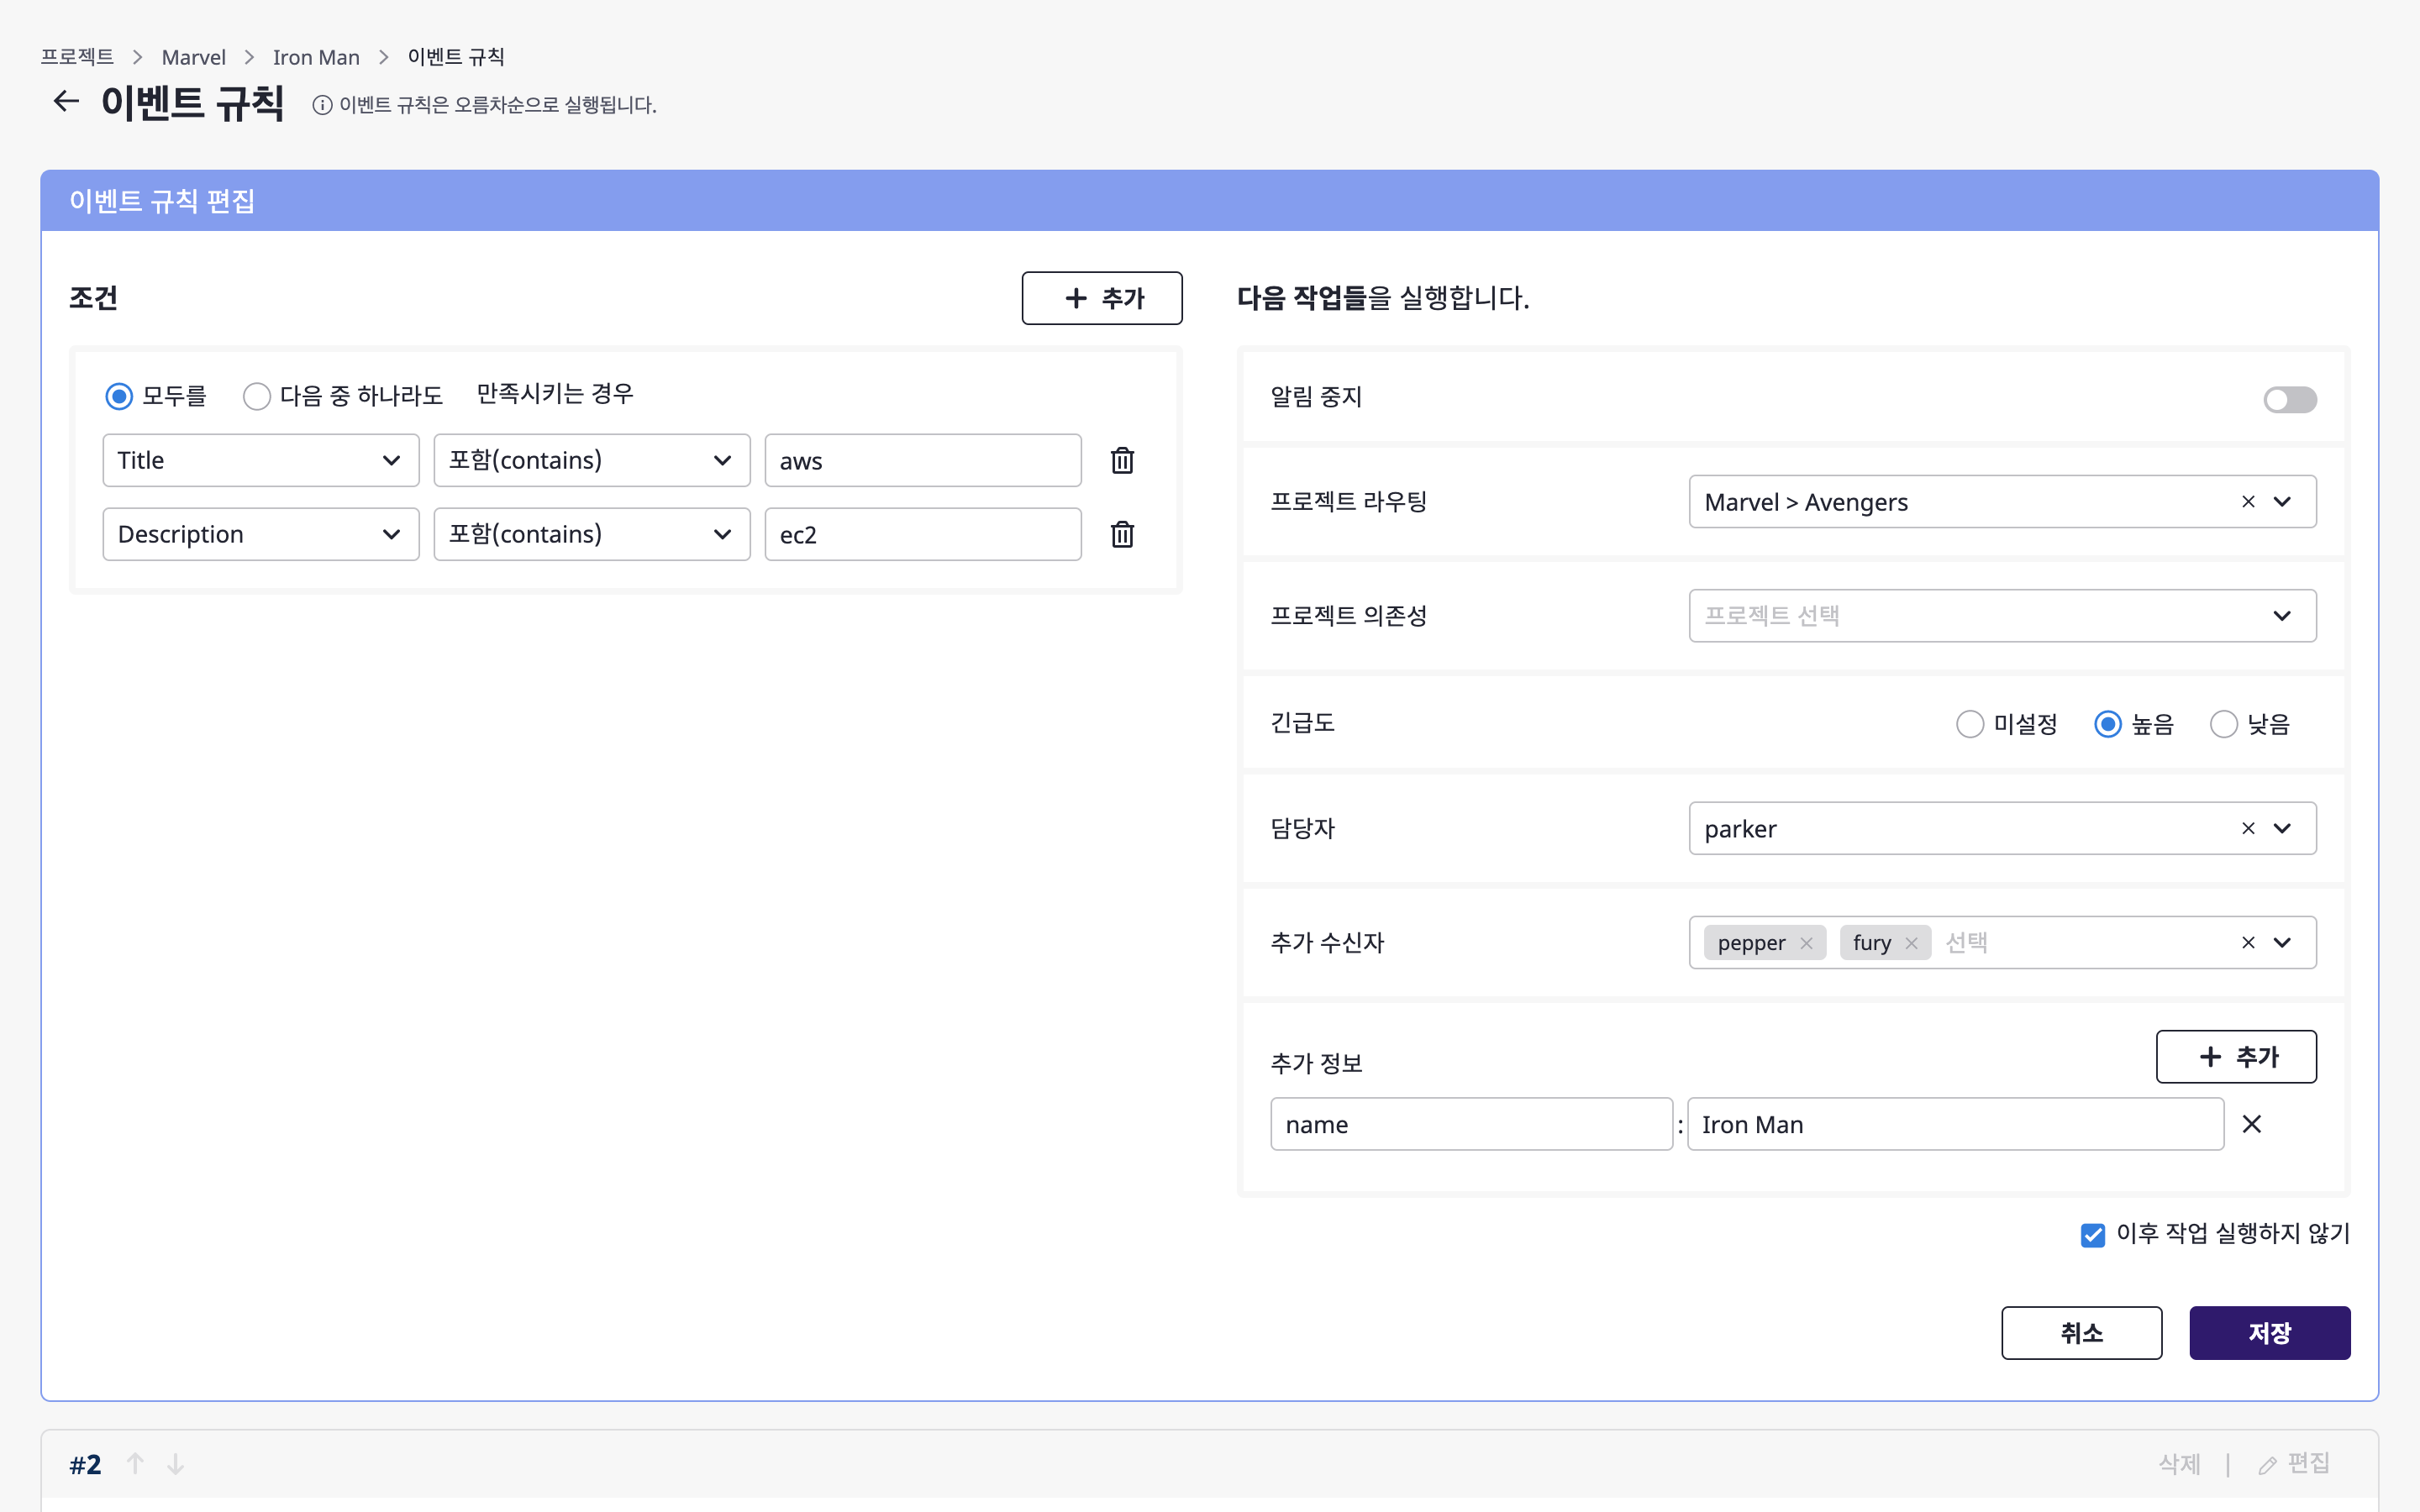 프로젝트 > Marvel > Iron Man > 이벤트 규칙
이벤트 규칙 이벤트 규칙은 오름차순으로 실행됩니다.
이벤트 규칙 편집
조건
+ 추가
모두를 다음 중 하나라도 만족시키는 경우
Title 포함(contains) aws
Description 포함(contains) ec2
다음 작업들을 실행합니다.
알림 중지
프로젝트 라우팅 Marvel > Avengers
프로젝트 의존성 프로젝트 선택
긴급도 미설정 높음 낮음
담당자 parker
추가 수신자 pepper fury 선택
추가 정보 + 추가
name : Iron Man
이후 작업 실행하지 않기
취소 저장
#2 삭제 | 편집